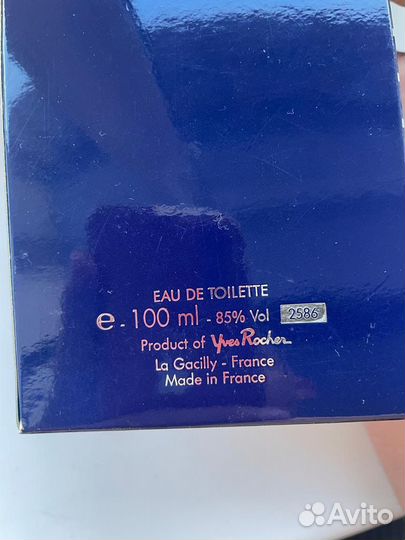 EAU DE TOILETTE
e - 100 ml - 85% Vol 2586
Product of Yves Rocher
La Gacilly - France
Made in France
Avito